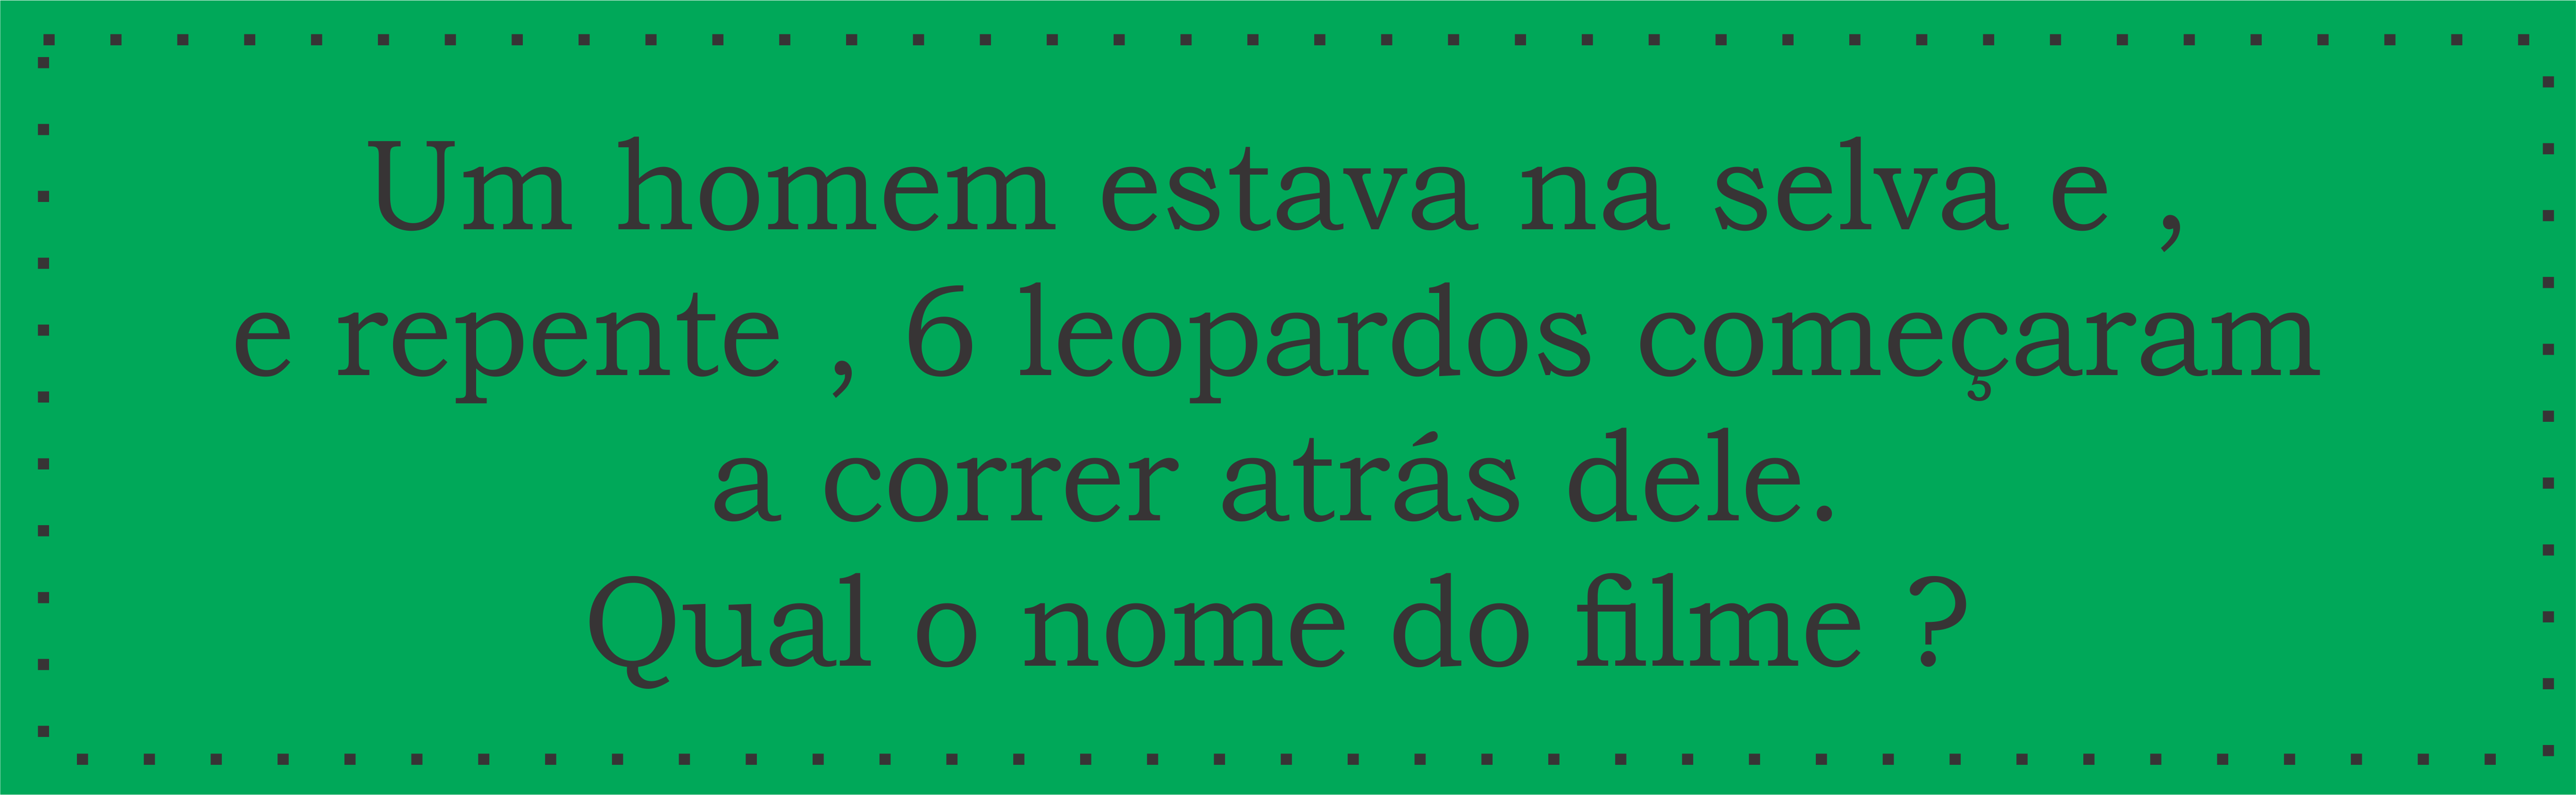 Um homem estava na selva e ,
e repente , 6 leopardos começaram
a correr atrás dele.
Qual o nome do filme ?